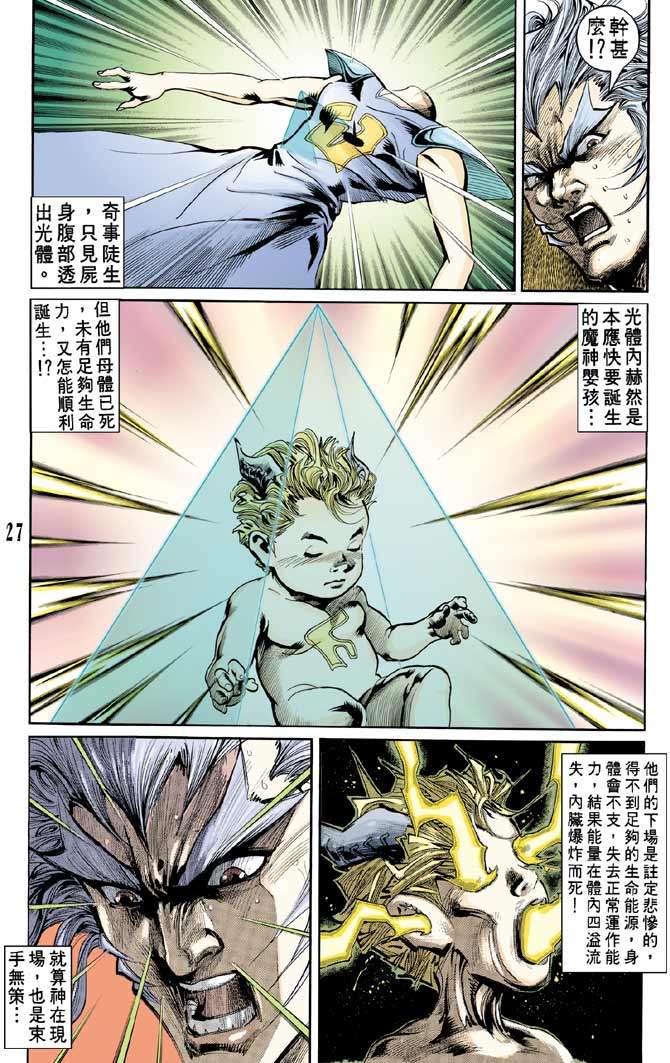 幹甚
麼!?
奇事陡生
，只見屍
身腹部透
出光體。
光體內赫然是
本應快要誕生
的魔神嬰孩…
但他們母體已死
，未有足夠生命
力，又怎能順利
誕生…!?
27
他們的下場是註定悲慘的，
得不到足夠的生命能源，身
體會不支，失去正常運作能
力，結果能量在體內四溢流
失，內臟爆炸而死！
就算神在現
場，也是束
手無策…